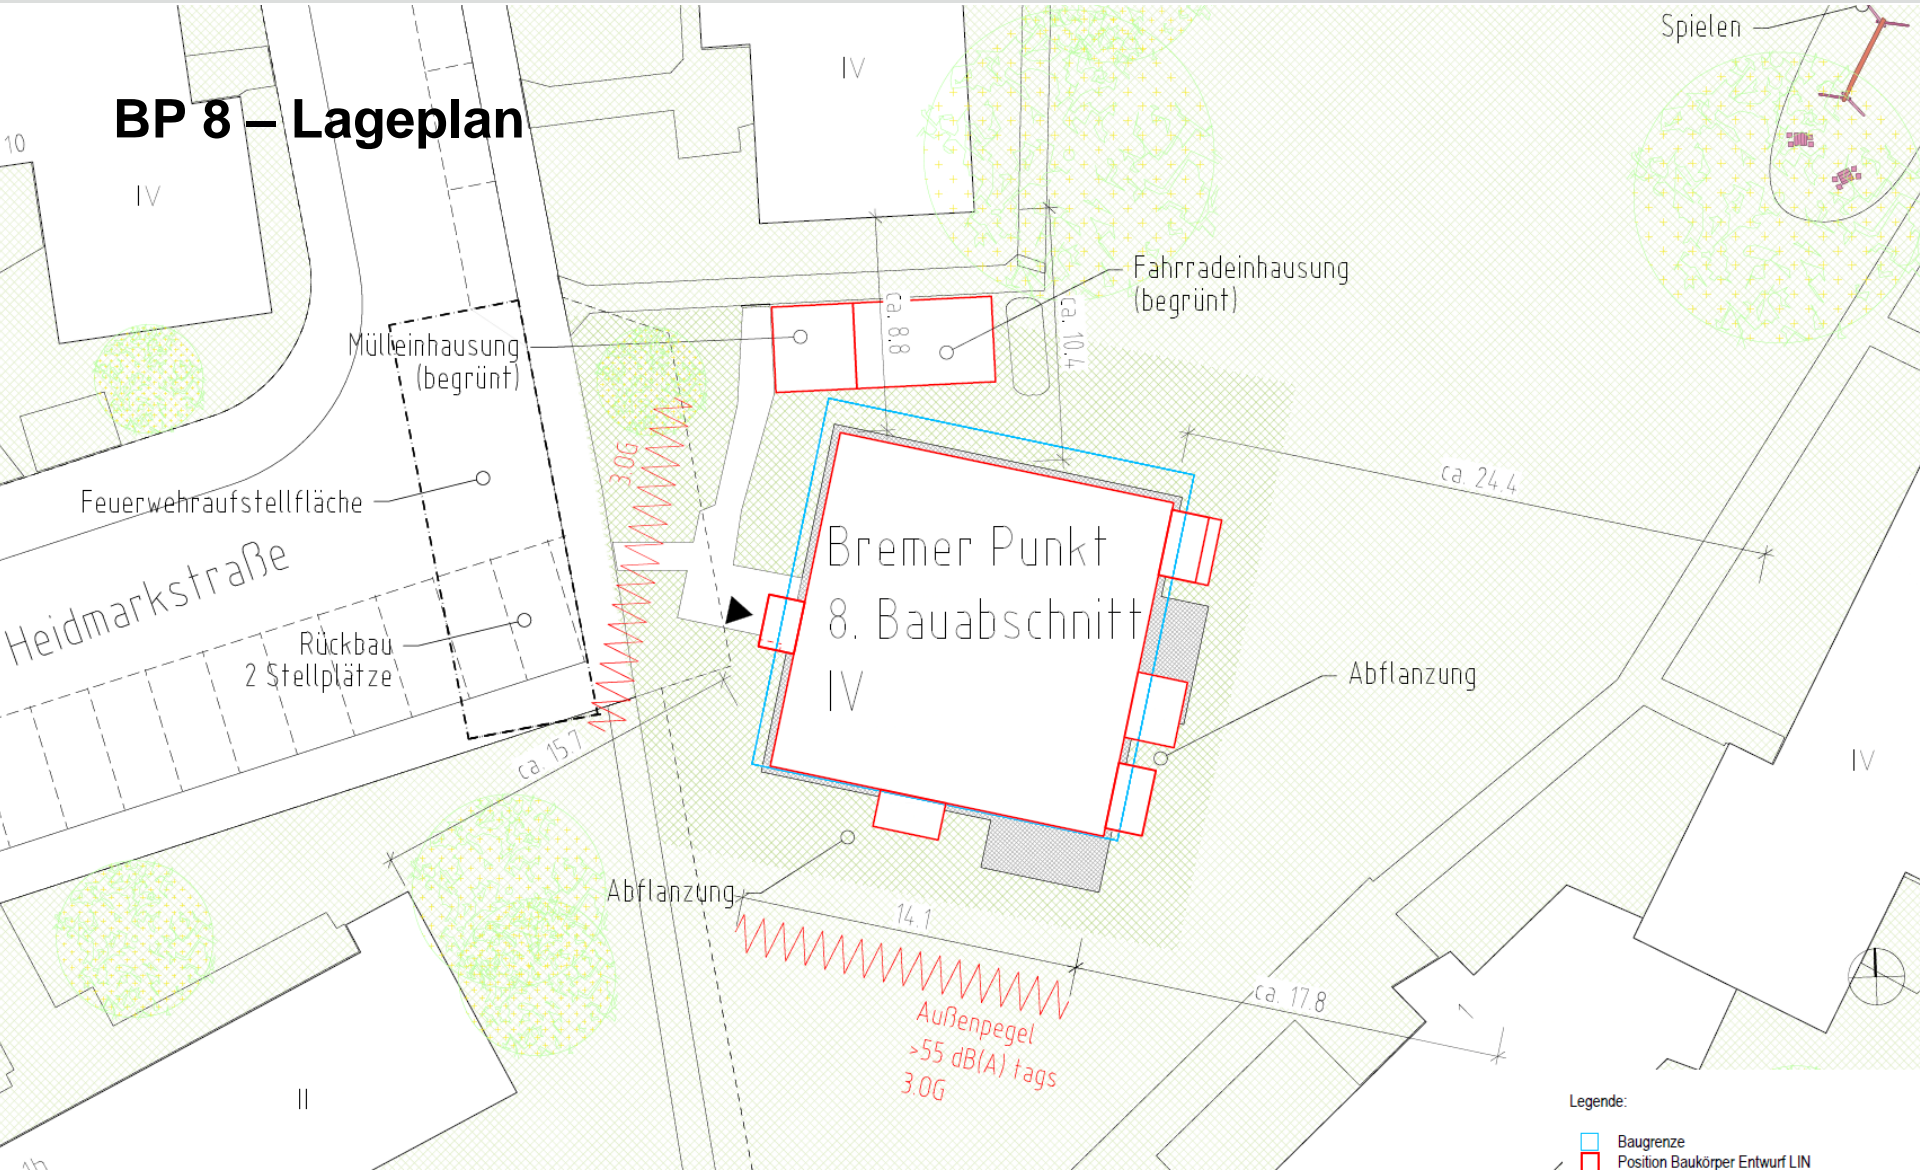 BP 8 – Lageplan
Spielen
IV
10
IV
Fahrradeinhausung
(begrünt)
ca. 8.8
ca. 10.4
Mülleinhausung
(begrünt)
3.OG
ca. 24.4
Feuerwehraufstellfläche
Heidmarkstraße
Bremer Punkt
8. Bauabschnitt
IV
Rückbau
2 Stellplätze
Abflanzung
ca. 15.7
IV
Abflanzung
14.1
ca. 17.8
1
Außenpegel
>55 dB(A) tags
3.OG
II
1b
Legende:
Baugrenze
Position Baukörper Entwurf LIN